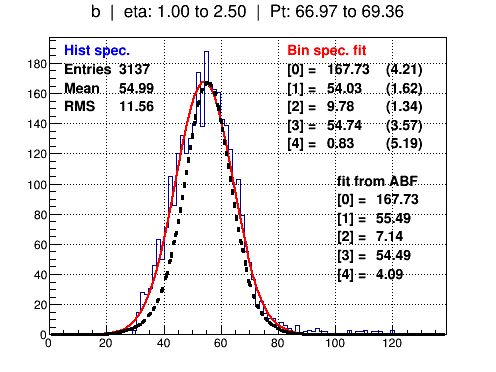 b | eta: 1.00 to 2.50 | Pt: 66.97 to 69.36
Hist spec.
Entries 3137
Mean 54.99
RMS 11.56
Bin spec. fit
[0] = 167.73 (4.21)
[1] = 54.03 (1.62)
[2] = 9.78 (1.34)
[3] = 54.74 (3.57)
[4] = 0.83 (5.19)
fit from ABF
[0] = 167.73
[1] = 55.49
[2] = 7.14
[3] = 54.49
[4] = 4.09
180
160
140
120
100
80
60
40
20
0
0 20 40 60 80 100 120